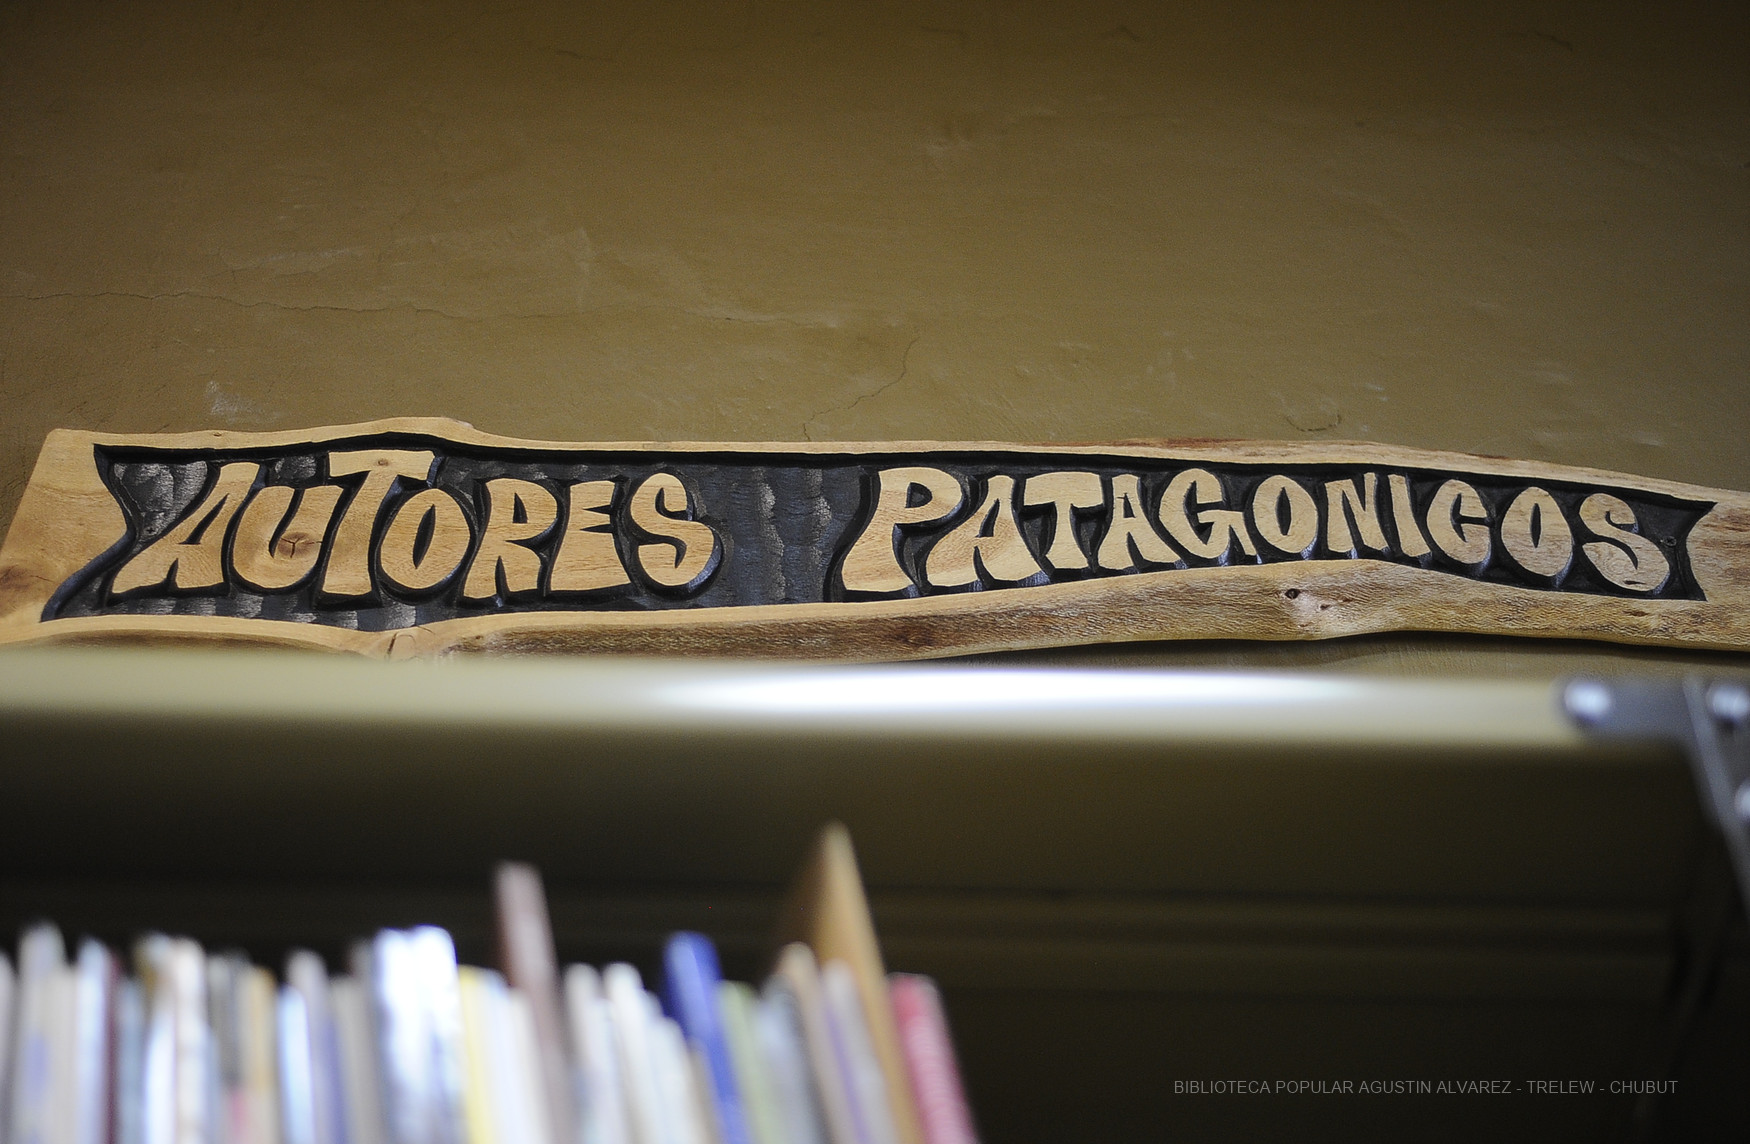 AUTORES PATAGONICOS
BIBLIOTECA POPULAR AGUSTIN ALVAREZ - TRELEW - CHUBUT